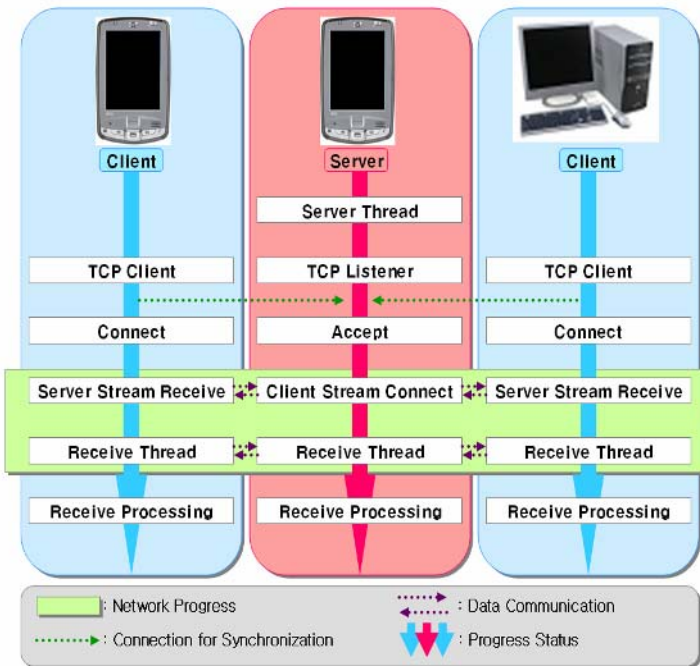 Client Server Client
Server Thread
TCP Client TCP Listener TCP Client
Connect Accept Connect
Server Stream Receive Client Stream Connect Server Stream Receive
Receive Thread Receive Thread Receive Thread
Receive Processing Receive Processing Receive Processing
: Network Progress : Data Communication
: Connection for Synchronization : Progress Status